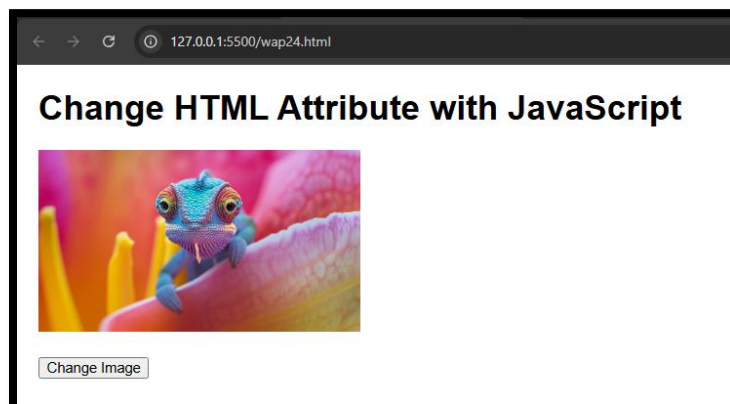 127.0.0.1:5500/wap24.html
Change HTML Attribute with JavaScript
Change Image